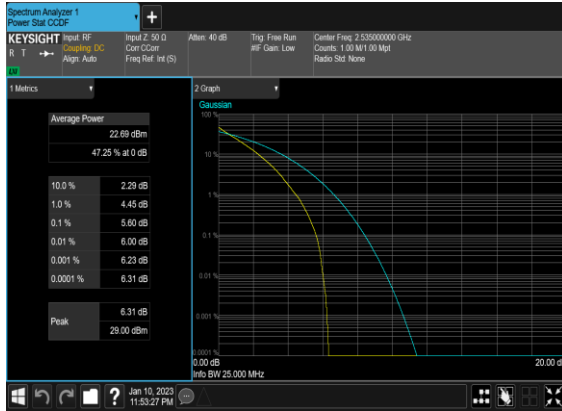 Spectrum Analyzer 1
Power Stat CCDF
+
KEYSIGHT
R T
LU
Input: RF
Coupling: DC
Align: Auto
Input Z: 50 Ω
Corr CCorr
Freq Ref: Int (S)
Atten: 40 dB
Trig: Free Run
#IF Gain: Low
Center Freq: 2.535000000 GHz
Counts: 1.00 M/1.00 Mpt
Radio Std: None
1 Metrics
Average Power
22.69 dBm
47.25 % at 0 dB
10.0 % 2.29 dB
1.0 % 4.45 dB
0.1 % 5.60 dB
0.01 % 6.00 dB
0.001 % 6.23 dB
0.0001 % 6.31 dB
Peak
6.31 dB
29.00 dBm
2 Graph
Gaussian
100 %
10 %
1 %
0.1 %
0.01 %
0.001 %
0.0001 %
0.00 dB
20.00 d
Info BW 25.000 MHz
?
Jan 10, 2023
11:53:27 PM